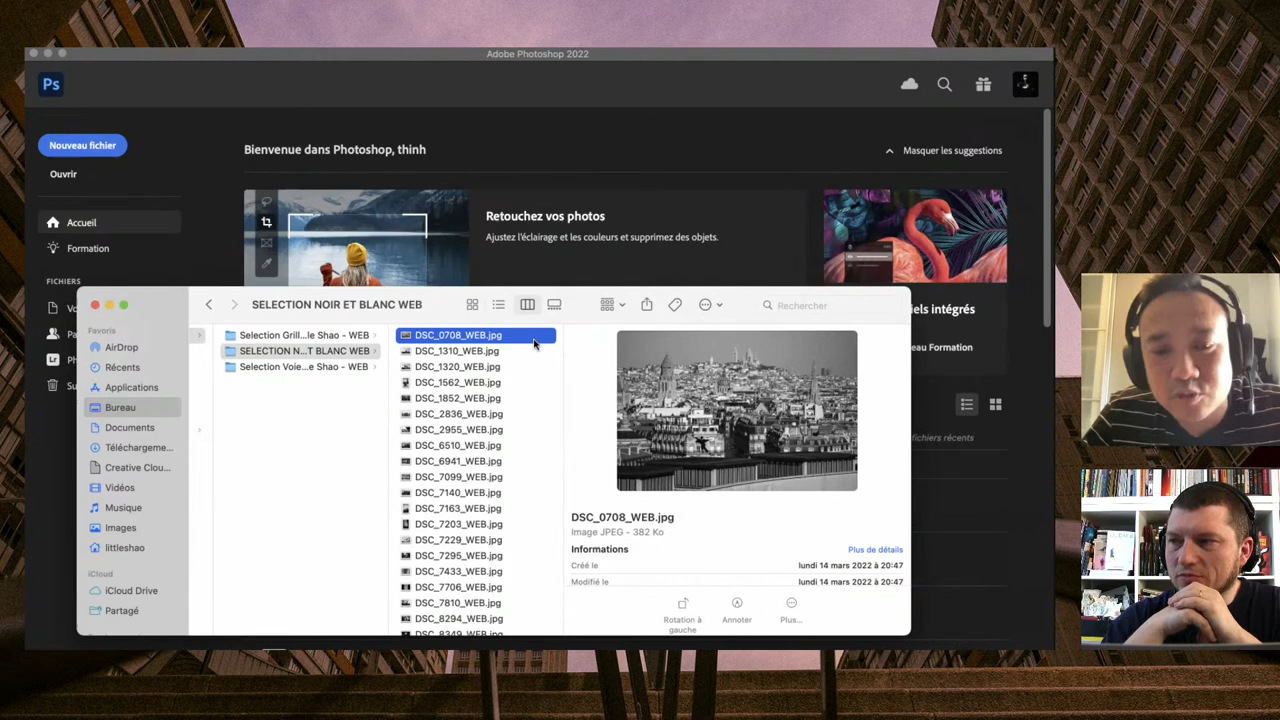 Adobe Photoshop 2022
Ps
Nouveau fichier
Ouvrir
Accueil
Formation
FICHIERS
Bienvenue dans Photoshop, thinh
Masquer les suggestions
Retouchez vos photos
Ajustez l'éclairage et les couleurs et supprimez des objets.
SELECTION NOIR ET BLANC WEB
Rechercher
Favoris
AirDrop
Récents
Applications
Bureau
Documents
Téléchargeme...
Creative Clou...
Vidéos
Musique
Images
littleshao
iCloud
iCloud Drive
Partagé
Selection Grill...le Shao - WEB
SELECTION N...T BLANC WEB
Selection Voie...e Shao - WEB
DSC_0708_WEB.jpg
DSC_1310_WEB.jpg
DSC_1320_WEB.jpg
DSC_1562_WEB.jpg
DSC_1852_WEB.jpg
DSC_2836_WEB.jpg
DSC_2955_WEB.jpg
DSC_6510_WEB.jpg
DSC_6941_WEB.jpg
DSC_7099_WEB.jpg
DSC_7140_WEB.jpg
DSC_7163_WEB.jpg
DSC_7203_WEB.jpg
DSC_7229_WEB.jpg
DSC_7295_WEB.jpg
DSC_7433_WEB.jpg
DSC_7706_WEB.jpg
DSC_7810_WEB.jpg
DSC_8294_WEB.jpg
DSC_8349_WEB.jpg
DSC_0708_WEB.jpg
Image JPEG - 382 Ko
Informations
Plus de détails
Créé le
lundi 14 mars 2022 à 20:47
Modifié le
lundi 14 mars 2022 à 20:47
Rotation à
gauche
Annoter
Plus...
iels intégrés
eau Formation
fichiers récents